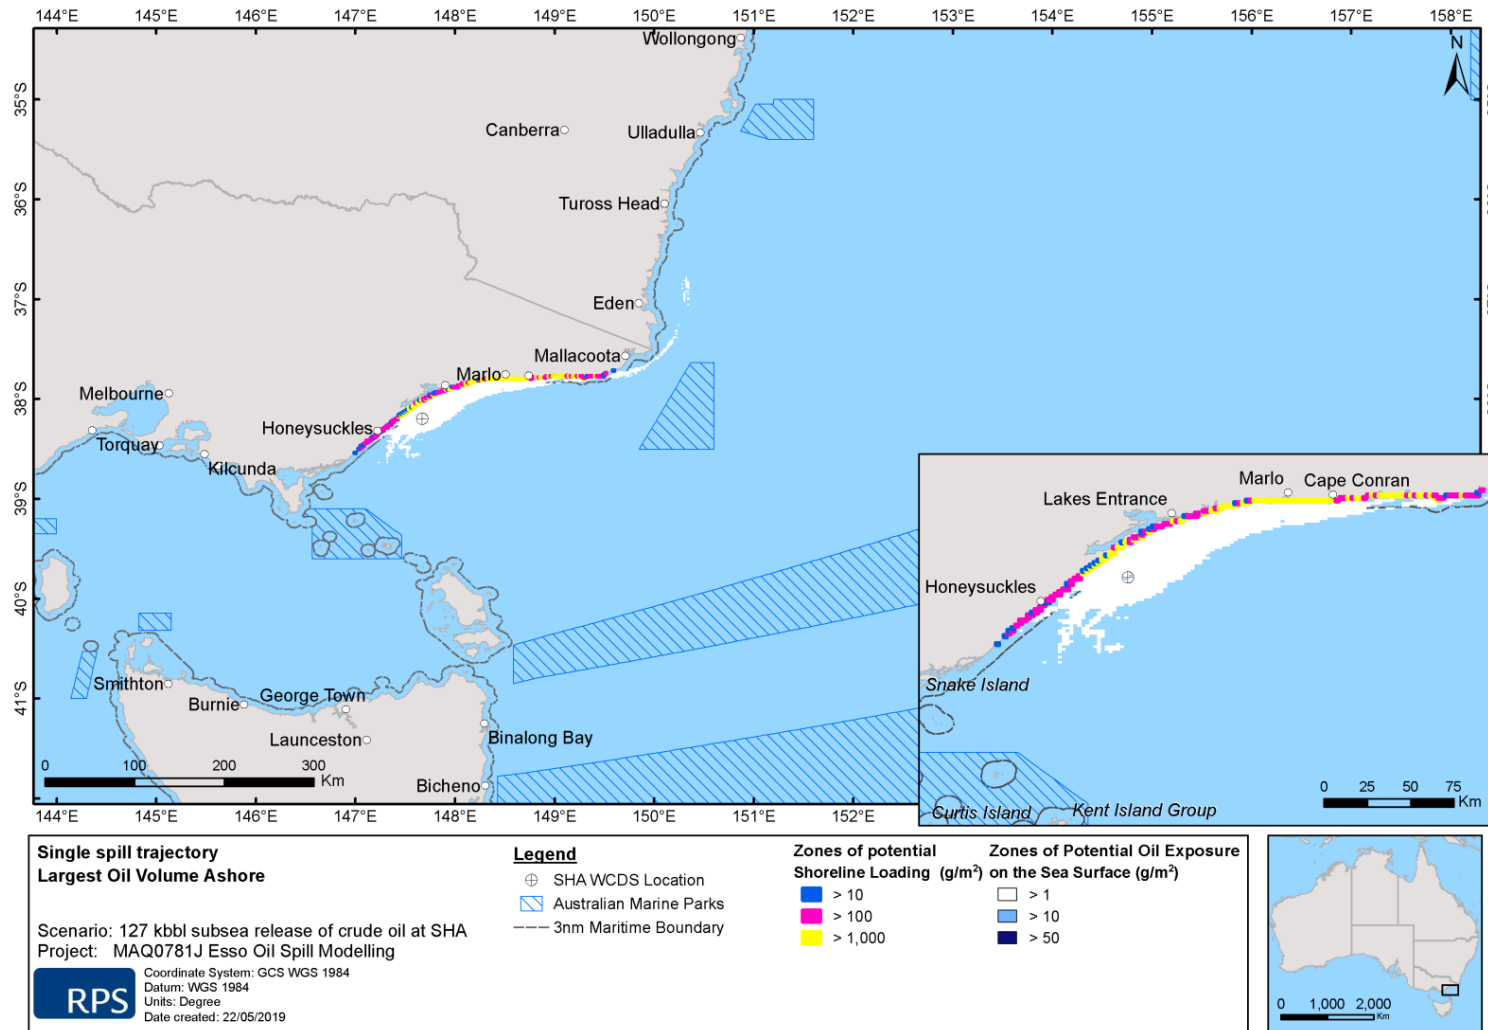 144°E 145°E 146°E 147°E 148°E 149°E 150°E 151°E 152°E 153°E 154°E 155°E 156°E 157°E 158°E
Wollongong
N
35°S
Canberra
Ulladulla
36°S
Tuross Head
37°S
Eden
Mallacoota
Marlo
38°S
Melbourne
Honeysuckles
Torquay
Kilcunda
39°S
40°S
41°S
Smithton
Burnie
George Town
Launceston
Binalong Bay
Bicheno
0 100 200 300
Km
Marlo
Cape Conran
Lakes Entrance
Honeysuckles
Snake Island
Curtis Island
Kent Island Group
0 25 50 75
Km
144°E 145°E 146°E 147°E 148°E 149°E 150°E 151°E 152°E
Single spill trajectory
Largest Oil Volume Ashore
Scenario: 127 kbbl subsea release of crude oil at SHA
Project: MAQ0781J Esso Oil Spill Modelling
RPS
Coordinate System: GCS WGS 1984
Datum: WGS 1984
Units: Degree
Date created: 22/05/2019
Legend
SHA WCDS Location
Australian Marine Parks
3nm Maritime Boundary
Zones of potential
Shoreline Loading (g/m²)
> 10
> 100
> 1,000
Zones of Potential Oil Exposure
on the Sea Surface (g/m²)
> 1
> 10
> 50
0 1,000 2,000
Km